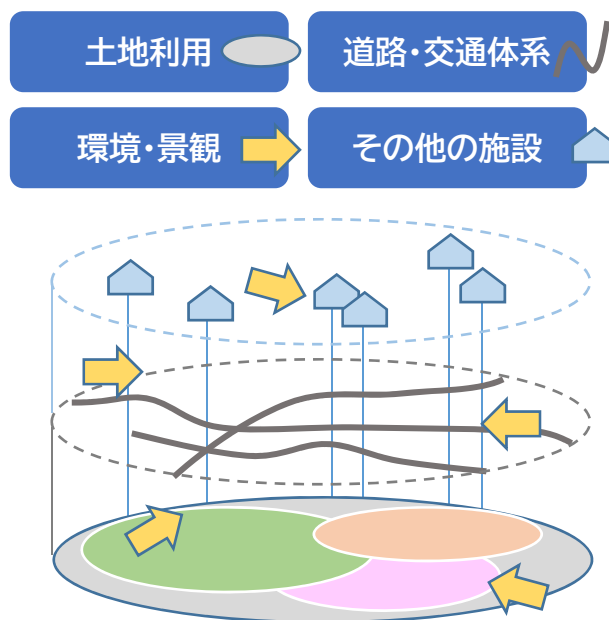 土地利用
道路・交通体系
環境・景観
その他の施設